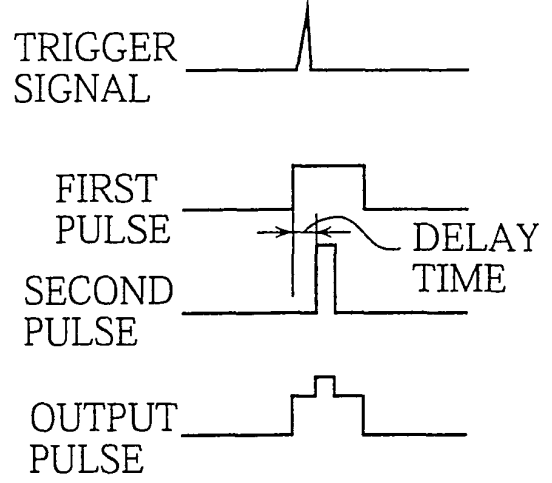 TRIGGER
SIGNAL
FIRST
PULSE
DELAY
TIME
SECOND
PULSE
OUTPUT
PULSE